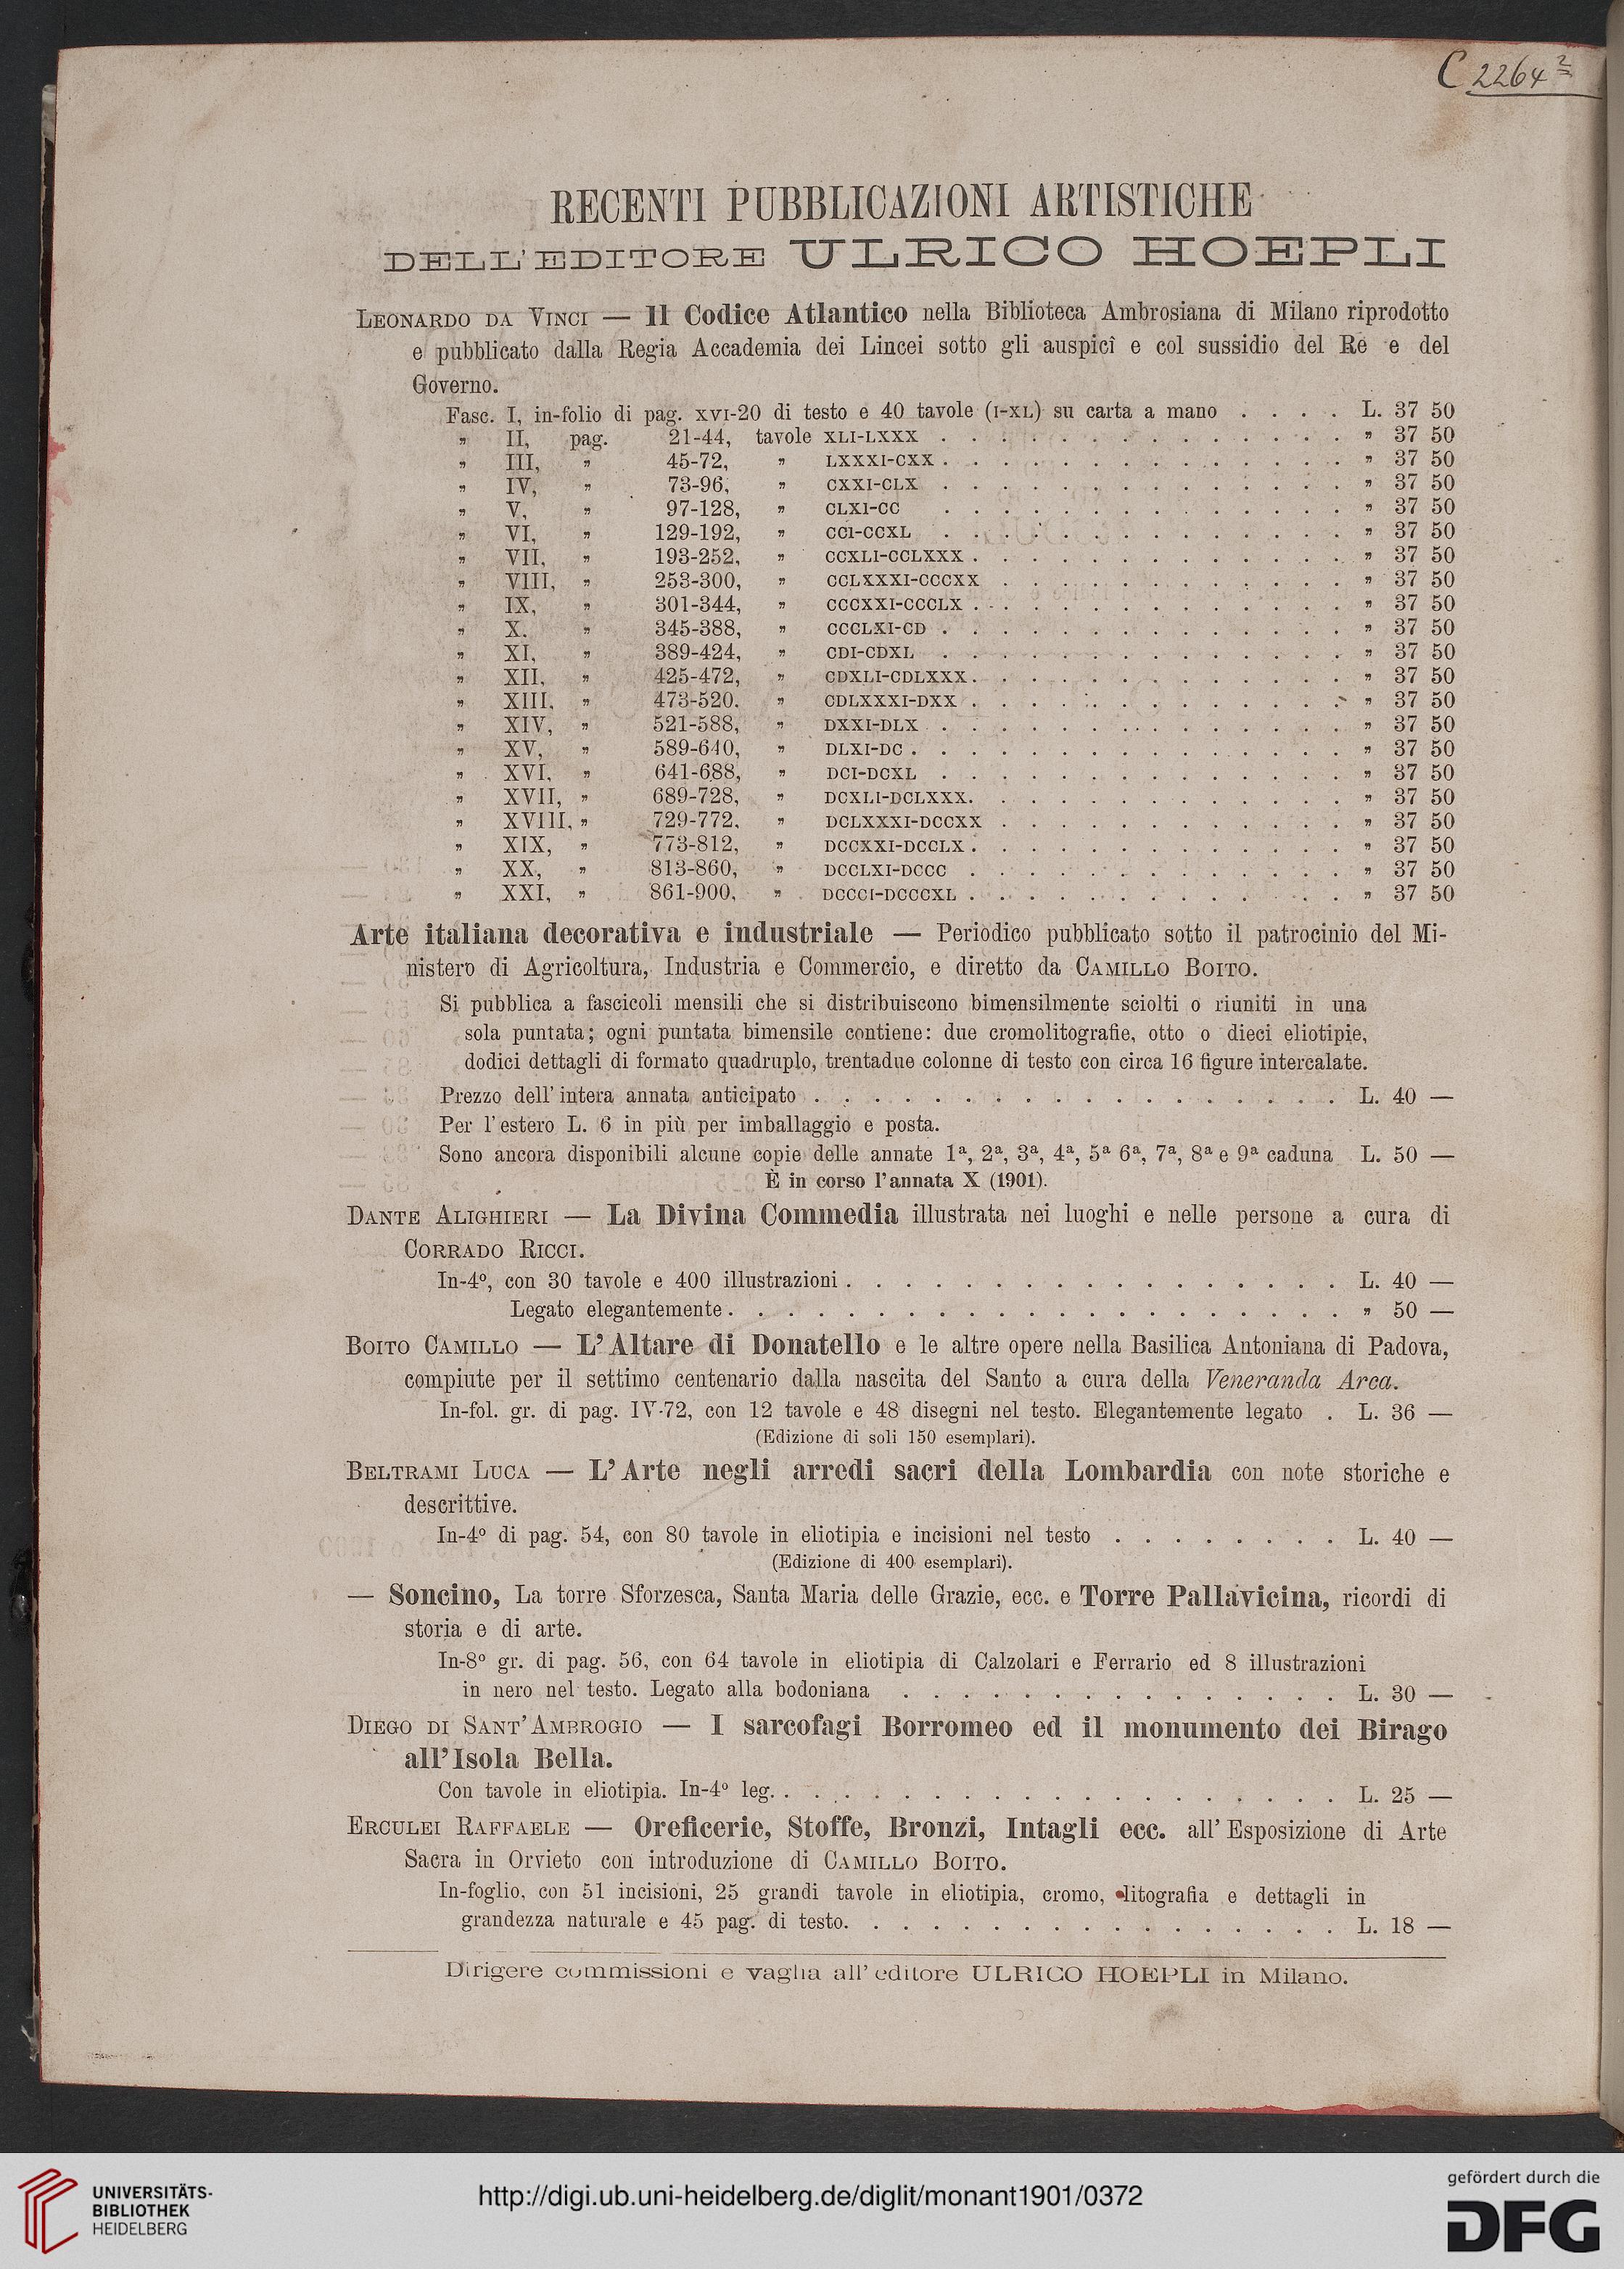 C 2264 2
RECENTI PUBBLICAZIONI ARTISTICHE
DELL'EDITORE ULRICO HOEPLI
LEONARDO DA VINCI — Il Codice Atlantico nella Biblioteca Ambrosiana di Milano riprodotto
e pubblicato dalla Regia Accademia dei Lincei sotto gli auspicî e col sussidio del Re e del
Governo.
Fasc. I, in-folio di pag. XVI-20 di testo e 40 tavole (I-XL) su carta a mano . . . . L. 37 50
" II, pag. 21-44, tavole XLI-LXXX . . . . " 37 50
" III, " 45-72, " LXXXI-CXX . . . . " 37 50
" IV, " 73-96, " CXXI-CLX . . . . " 37 50
" V, " 97-128, " CLXI-CC . . . . " 37 50
" VI, " 129-192, " CCI-CCXL . . . . " 37 50
" VII, " 193-252, " CCXLI-CCLXXX . . . . " 37 50
" VIII, " 253-300, " CCLXXXI-CCCXX . . . . " 37 50
" IX, " 301-344, " CCCXXI-CCCLX . . . . " 37 50
" X. " 345-388, " CCCLXI-CD . . . . " 37 50
" XI, " 389-424, " CDI-CDXL . . . . " 37 50
" XII, " 425-472, " CDXLI-CDLXXX . . . . " 37 50
" XIII, " 473-520, " CDLXXXI-DXX . . . . " 37 50
" XIV, " 521-588, " DXXI-DLX . . . . " 37 50
" XV, " 589-640, " DLXI-DC . . . . " 37 50
" XVI, " 641-688, " DCI-DCXL . . . . " 37 50
" XVII, " 689-728, " DCXLI-DCLXXX . . . . " 37 50
" XVIII, " 729-772, " DCLXXXI-DCCXX . . . . " 37 50
" XIX, " 773-812, " DCCXXI-DCCLX . . . . " 37 50
" XX, " 813-860, " DCCLXI-DCCC . . . . " 37 50
" XXI, " 861-900, " DCCCI-DCCCXL . . . . " 37 50
Arte italiana decorativa e industriale — Periodico pubblicato sotto il patrocinio del Mi-
nistero di Agricoltura, Industria e Commercio, e diretto da CAMILLO BOITO.
Si pubblica a fascicoli mensili che si distribuiscono bimensilmente sciolti o riuniti in una
sola puntata; ogni puntata bimensile contiene: due cromolitografie, otto o dieci eliotipie,
dodici dettagli di formato quadruplo, trentadue colonne di testo con circa 16 figure intercalate.
Prezzo dell' intera annata anticipato . . . . L. 40 —
Per l' estero L. 6 in più per imballaggio e posta.
Sono ancora disponibili alcune copie delle annate 1ª, 2ª, 3ª, 4ª, 5ª 6ª, 7ª, 8ª e 9ª caduna L. 50 —
È in corso l'annata X (1901).
DANTE ALIGHIERI — La Divina Commedia illustrata nei luoghi e nelle persone a cura di
CORRADO RICCI.
In-4º, con 30 tavole e 400 illustrazioni . . . . L. 40 —
Legato elegantemente . . . . " 50 —
BOITO CAMILLO — L' Altare di Donatello e le altre opere nella Basilica Antoniana di Padova,
compiute per il settimo centenario dalla nascita del Santo a cura della Veneranda Arca.
In-fol. gr. di pag. IV-72, con 12 tavole e 48 disegni nel testo. Elegantemente legato . L. 36 —
(Edizione di soli 150 esemplari).
BELTRAMI LUCA — L' Arte negli arredi sacri della Lombardia con note storiche e
descrittive.
In-4º di pag. 54, con 80 tavole in eliotipia e incisioni nel testo . . . . L. 40 —
(Edizione di 400 esemplari).
— Soncino, La torre Sforzesca, Santa Maria delle Grazie, ecc. e Torre Pallavicina, ricordi di
storia e di arte.
In-8º gr. di pag. 56, con 64 tavole in eliotipia di Calzolari e Ferrario ed 8 illustrazioni
in nero nel testo. Legato alla bodoniana . . . . L. 30 —
DIEGO DI SANT' AMBROGIO — I sarcofagi Borromeo ed il monumento dei Birago
all' Isola Bella.
Con tavole in eliotipia. In-4º leg. . . . . L. 25 —
ERCULEI RAFFAELE — Oreficerie, Stoffe, Bronzi, Intagli ecc. all' Esposizione di Arte
Sacra in Orvieto con introduzione di CAMILLO BOITO.
In-foglio, con 51 incisioni, 25 grandi tavole in eliotipia, cromo, litografia e dettagli in
grandezza naturale e 45 pag. di testo. . . . . L. 18 —
Dirigere commissioni e vaglia all' editore ULRICO HOEPLI in Milano.
UNIVERSITÄTS-
BIBLIOTHEK
HEIDELBERG
http://digi.ub.uni-heidelberg.de/diglit/monant1901/0372
gefördert durch die
DFG